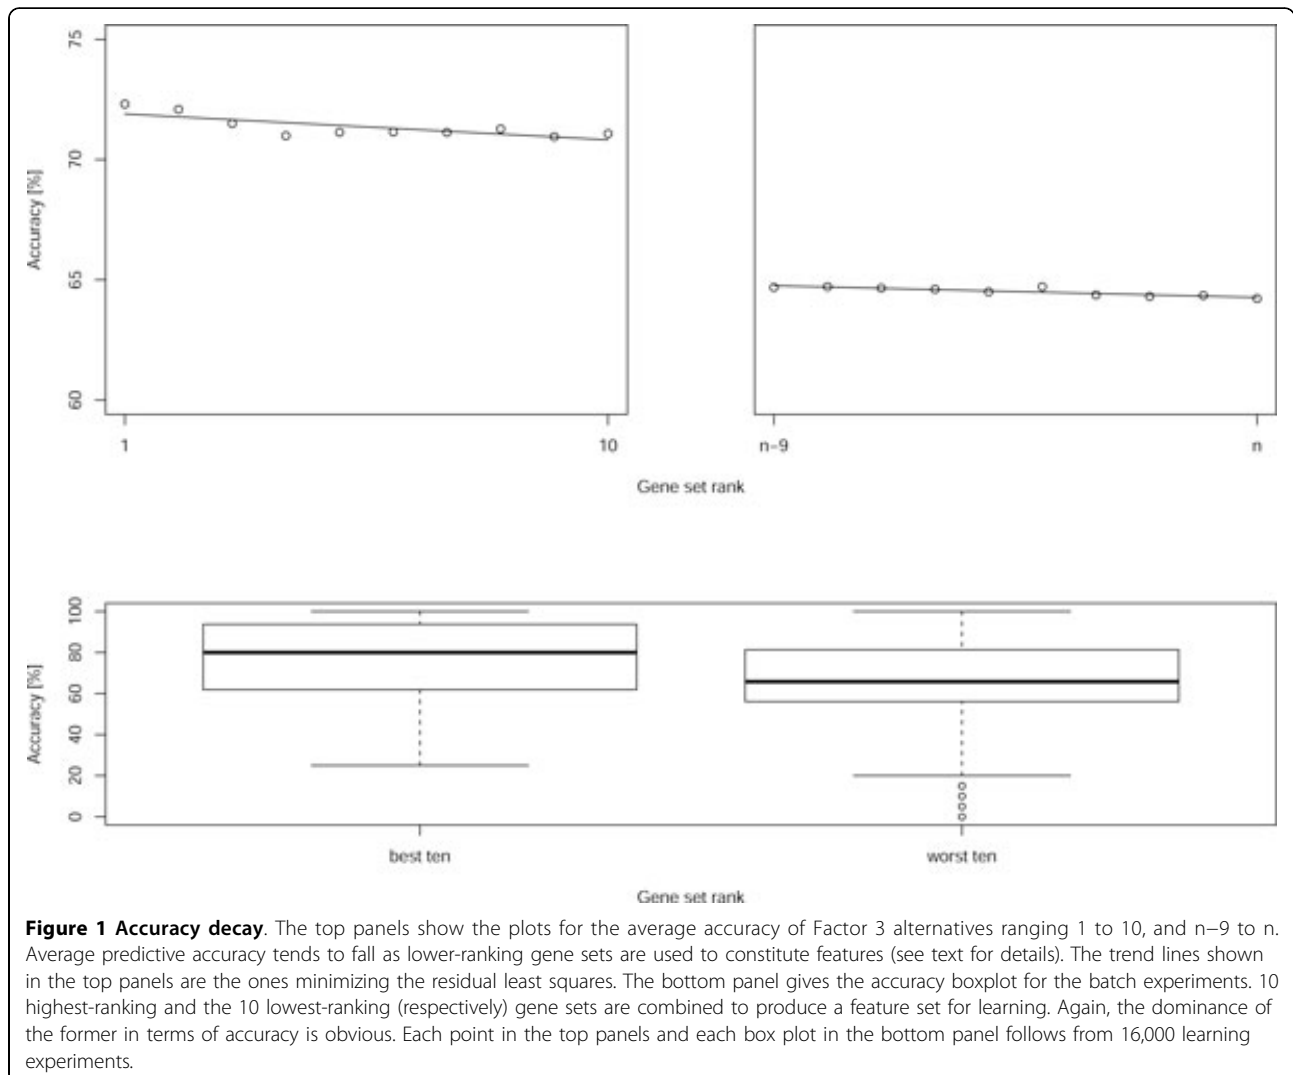 75
70
65
60
Accuracy [%]
1
10
n−9
n
Gene set rank
100
80
60
40
20
0
Accuracy [%]
best ten
worst ten
Gene set rank
Figure 1 Accuracy decay. The top panels show the plots for the average accuracy of Factor 3 alternatives ranging 1 to 10, and n−9 to n.
Average predictive accuracy tends to fall as lower-ranking gene sets are used to constitute features (see text for details). The trend lines shown
in the top panels are the ones minimizing the residual least squares. The bottom panel gives the accuracy boxplot for the batch experiments. 10
highest-ranking and the 10 lowest-ranking (respectively) gene sets are combined to produce a feature set for learning. Again, the dominance of
the former in terms of accuracy is obvious. Each point in the top panels and each box plot in the bottom panel follows from 16,000 learning
experiments.